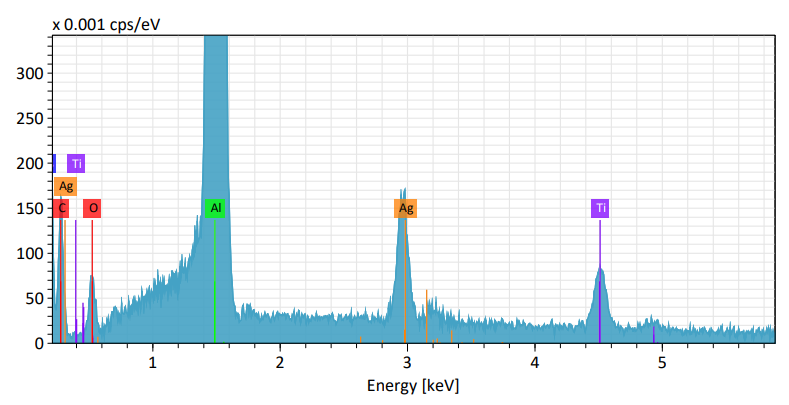 x 0.001 cps/eV
300
250
200
150
100
50
0
Ti
Ag
C
O
Al
Ag
Ti
1
2
3
4
5
Energy [keV]